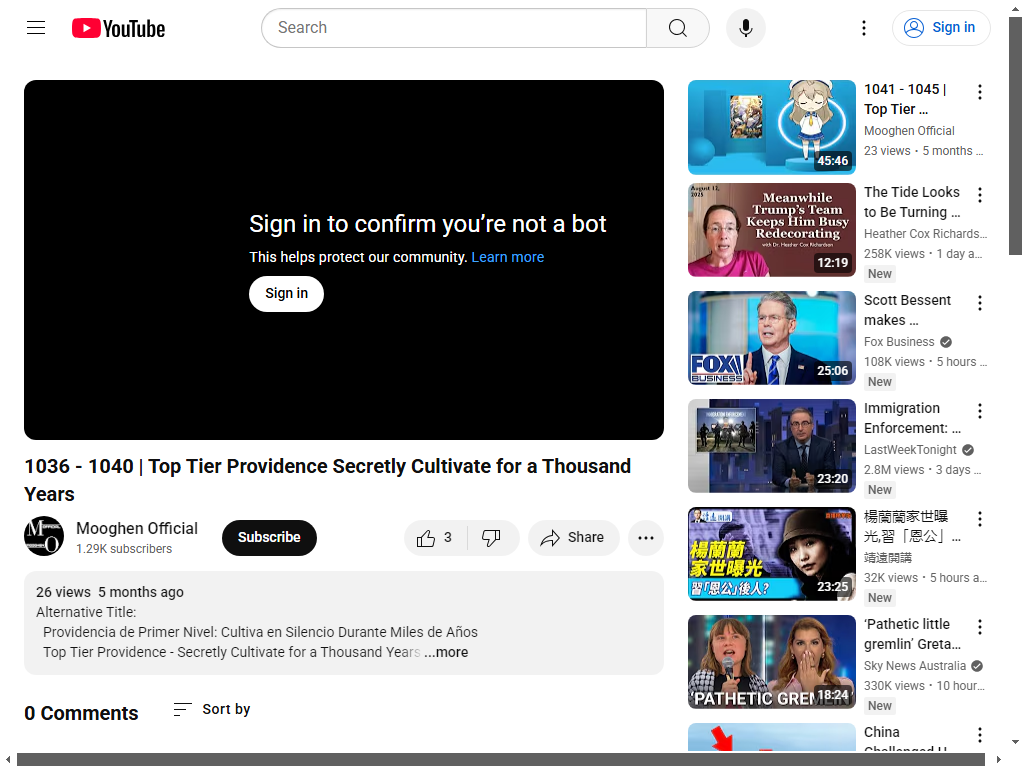 YouTube
Search
Sign in
Sign in to confirm you’re not a bot
This helps protect our community. Learn more
Sign in
1036 - 1040 | Top Tier Providence Secretly Cultivate for a Thousand
Years
Mooghen Official
1.29K subscribers
Subscribe
3
Share
26 views 5 months ago
Alternative Title:
Providencia de Primer Nivel: Cultiva en Silencio Durante Miles de Años
Top Tier Providence - Secretly Cultivate for a Thousand Years ...more
0 Comments
Sort by
45:46
1041 - 1045 |
Top Tier ...
Mooghen Official
23 views • 5 months ...
August 12,
2025
Meanwhile
Trump's Team
Keeps Him Busy
Redecorating
with Dr. Heather Cox Richardson
12:19
The Tide Looks
to Be Turning ...
Heather Cox Richards...
258K views • 1 day a...
New
FOX
BUSINESS
25:06
Scott Bessent
makes ...
Fox Business
108K views • 5 hours ...
New
23:20
Immigration
Enforcement: ...
LastWeekTonight
2.8M views • 3 days ...
New
楊蘭蘭
家世曝光
習「恩公」後人?
23:25
楊蘭蘭家世曝
光,習「恩公」...
靖遠開講
32K views • 5 hours a...
New
'PATHETIC GREMLIN'
18:24
‘Pathetic little
gremlin’ Greta...
Sky News Australia
330K views • 10 hour...
New
China